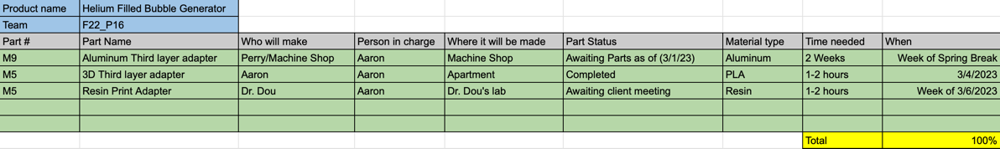 Product name Helium Filled Bubble Generator
Team F22_P16
Part # Part Name Who will make Person in charge Where it will be made Part Status Material type Time needed When
M9 Aluminum Third layer adapter Perry/Machine Shop Aaron Machine Shop Awaiting Parts as of (3/1/23) Aluminum 2 Weeks Week of Spring Break
M5 3D Third layer adapter Aaron Aaron Apartment Completed PLA 1-2 hours 3/4/2023
M5 Resin Print Adapter Dr. Dou Aaron Dr. Dou's lab Awaiting client meeting Resin 1-2 hours Week of 3/6/2023
Total 100%